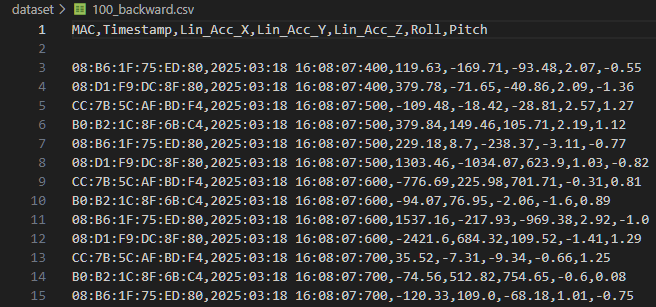 dataset > 100_backward.csv
1 MAC,Timestamp,Lin_Acc_X,Lin_Acc_Y,Lin_Acc_Z,Roll,Pitch
2
3 08:B6:1F:75:ED:80,2025:03:18 16:08:07:400,119.63,-169.71,-93.48,2.07,-0.55
4 08:D1:F9:DC:8F:80,2025:03:18 16:08:07:400,379.78,-71.65,-40.86,2.09,-1.36
5 CC:7B:5C:AF:BD:F4,2025:03:18 16:08:07:500,-109.48,-18.42,-28.81,2.57,1.27
6 B0:B2:1C:8F:6B:C4,2025:03:18 16:08:07:500,379.84,149.46,105.71,2.19,1.12
7 08:B6:1F:75:ED:80,2025:03:18 16:08:07:500,229.18,8.7,-238.37,-3.11,-0.77
8 08:D1:F9:DC:8F:80,2025:03:18 16:08:07:500,1303.46,-1034.07,623.9,1.03,-0.82
9 CC:7B:5C:AF:BD:F4,2025:03:18 16:08:07:600,-776.69,225.98,701.71,-0.31,0.81
10 B0:B2:1C:8F:6B:C4,2025:03:18 16:08:07:600,-94.07,76.95,-2.06,-1.6,0.89
11 08:B6:1F:75:ED:80,2025:03:18 16:08:07:600,1537.16,-217.93,-969.38,2.92,-1.0
12 08:D1:F9:DC:8F:80,2025:03:18 16:08:07:600,-2421.6,684.32,109.52,-1.41,1.29
13 CC:7B:5C:AF:BD:F4,2025:03:18 16:08:07:700,35.52,-7.31,-9.34,-0.66,1.25
14 B0:B2:1C:8F:6B:C4,2025:03:18 16:08:07:700,-74.56,512.82,754.65,-0.6,0.08
15 08:B6:1F:75:ED:80,2025:03:18 16:08:07:700,-120.33,109.0,-68.18,1.01,-0.75